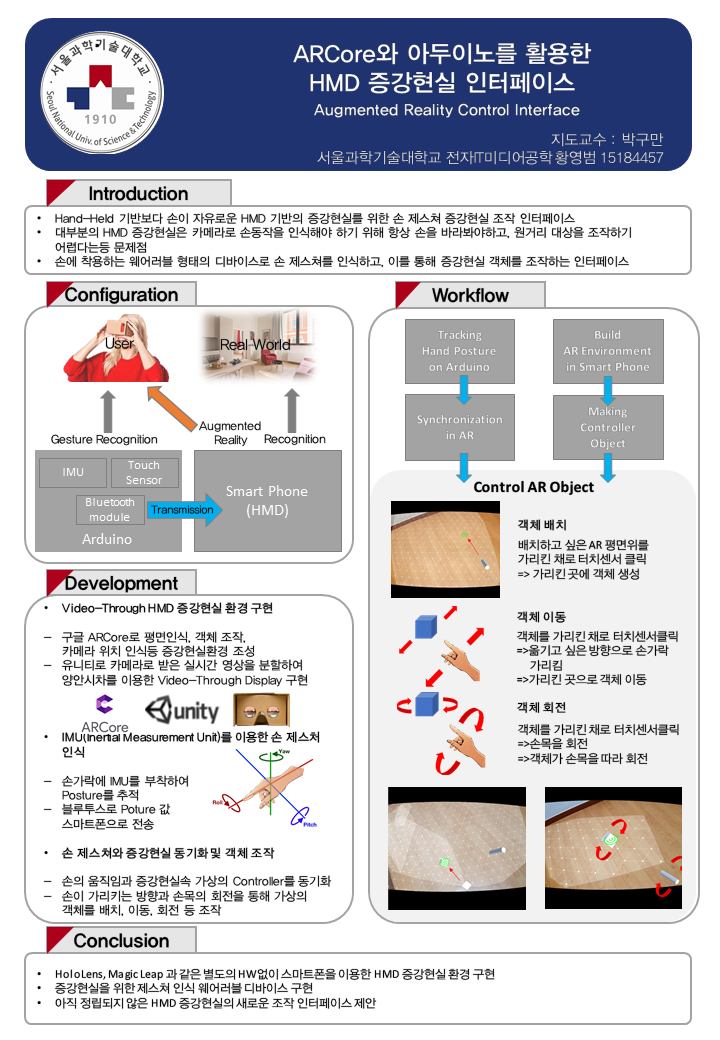 서울과학기술대학교
1910
Seoul National Univ. of Science & Technology
ARCore와 아두이노를 활용한
HMD 증강현실 인터페이스
Augmented Reality Control Interface
지도교수 : 박구만
서울과학기술대학교 전자IT미디어공학 황영범 15184457
Introduction
• Hand-Held 기반보다 손이 자유로운 HMD 기반의 증강현실를 위한 손 제스쳐 증강현실 조작 인터페이스
• 대부분의 HMD 증강현실은 카메라로 손동작을 인식해야 하기 위해 항상 손을 바라봐야하고, 원거리 대상을 조작하기
어렵다는등 문제점
• 손에 착용하는 웨어러블 형태의 디바이스로 손 제스쳐를 인식하고, 이를 통해 증강현실 객체를 조작하는 인터페이스
Configuration
User
Real World
Gesture Recognition
Augmented
Reality
Recognition
IMU
Touch
Sensor
Bluetooth
module
Arduino
Transmission
Smart Phone
(HMD)
Development
• Video-Through HMD 증강현실 환경 구현
– 구글 ARCore로 평면인식, 객체 조작,
카메라 위치 인식등 증강현실환경 조성
– 유니티로 카메라로 받은 실시간 영상을 분할하여
양안시차를 이용한 Video-Through Display 구현
ARCore
unity
• IMU(Inertial Measurement Unit)를 이용한 손 제스처
인식
– 손가락에 IMU를 부착하여
Posture를 추적
– 블루투스로 Poture 값
스마트폰으로 전송
Yaw
Roll
Pitch
• 손 제스쳐와 증강현실 동기화 및 객체 조작
– 손의 움직임과 증강현실속 가상의 Controller를 동기화
– 손이 가리키는 방향과 손목의 회전을 통해 가상의
객체를 배치, 이동, 회전 등 조작
Workflow
Tracking
Hand Posture
on Arduino
Build
AR Environment
in Smart Phone
Synchronization
in AR
Making
Controller
Object
Control AR Object
객체 배치
배치하고 싶은 AR 평면위를
가리킨 채로 터치센서 클릭
=> 가리킨 곳에 객체 생성
객체 이동
객체를 가리킨 채로 터치센서클릭
=>옮기고 싶은 방향으로 손가락
가리킴
=>가리킨 곳으로 객체 이동
객체 회전
객체를 가리킨 채로 터치센서클릭
=>손목을 회전
=>객체가 손목을 따라 회전
Conclusion
• HoloLens, Magic Leap 과 같은 별도의 HW없이 스마트폰을 이용한 HMD 증강현실 환경 구현
• 증강현실을 위한 제스쳐 인식 웨어러블 디바이스 구현
• 아직 정립되지 않은 HMD 증강현실의 새로운 조작 인터페이스 제안